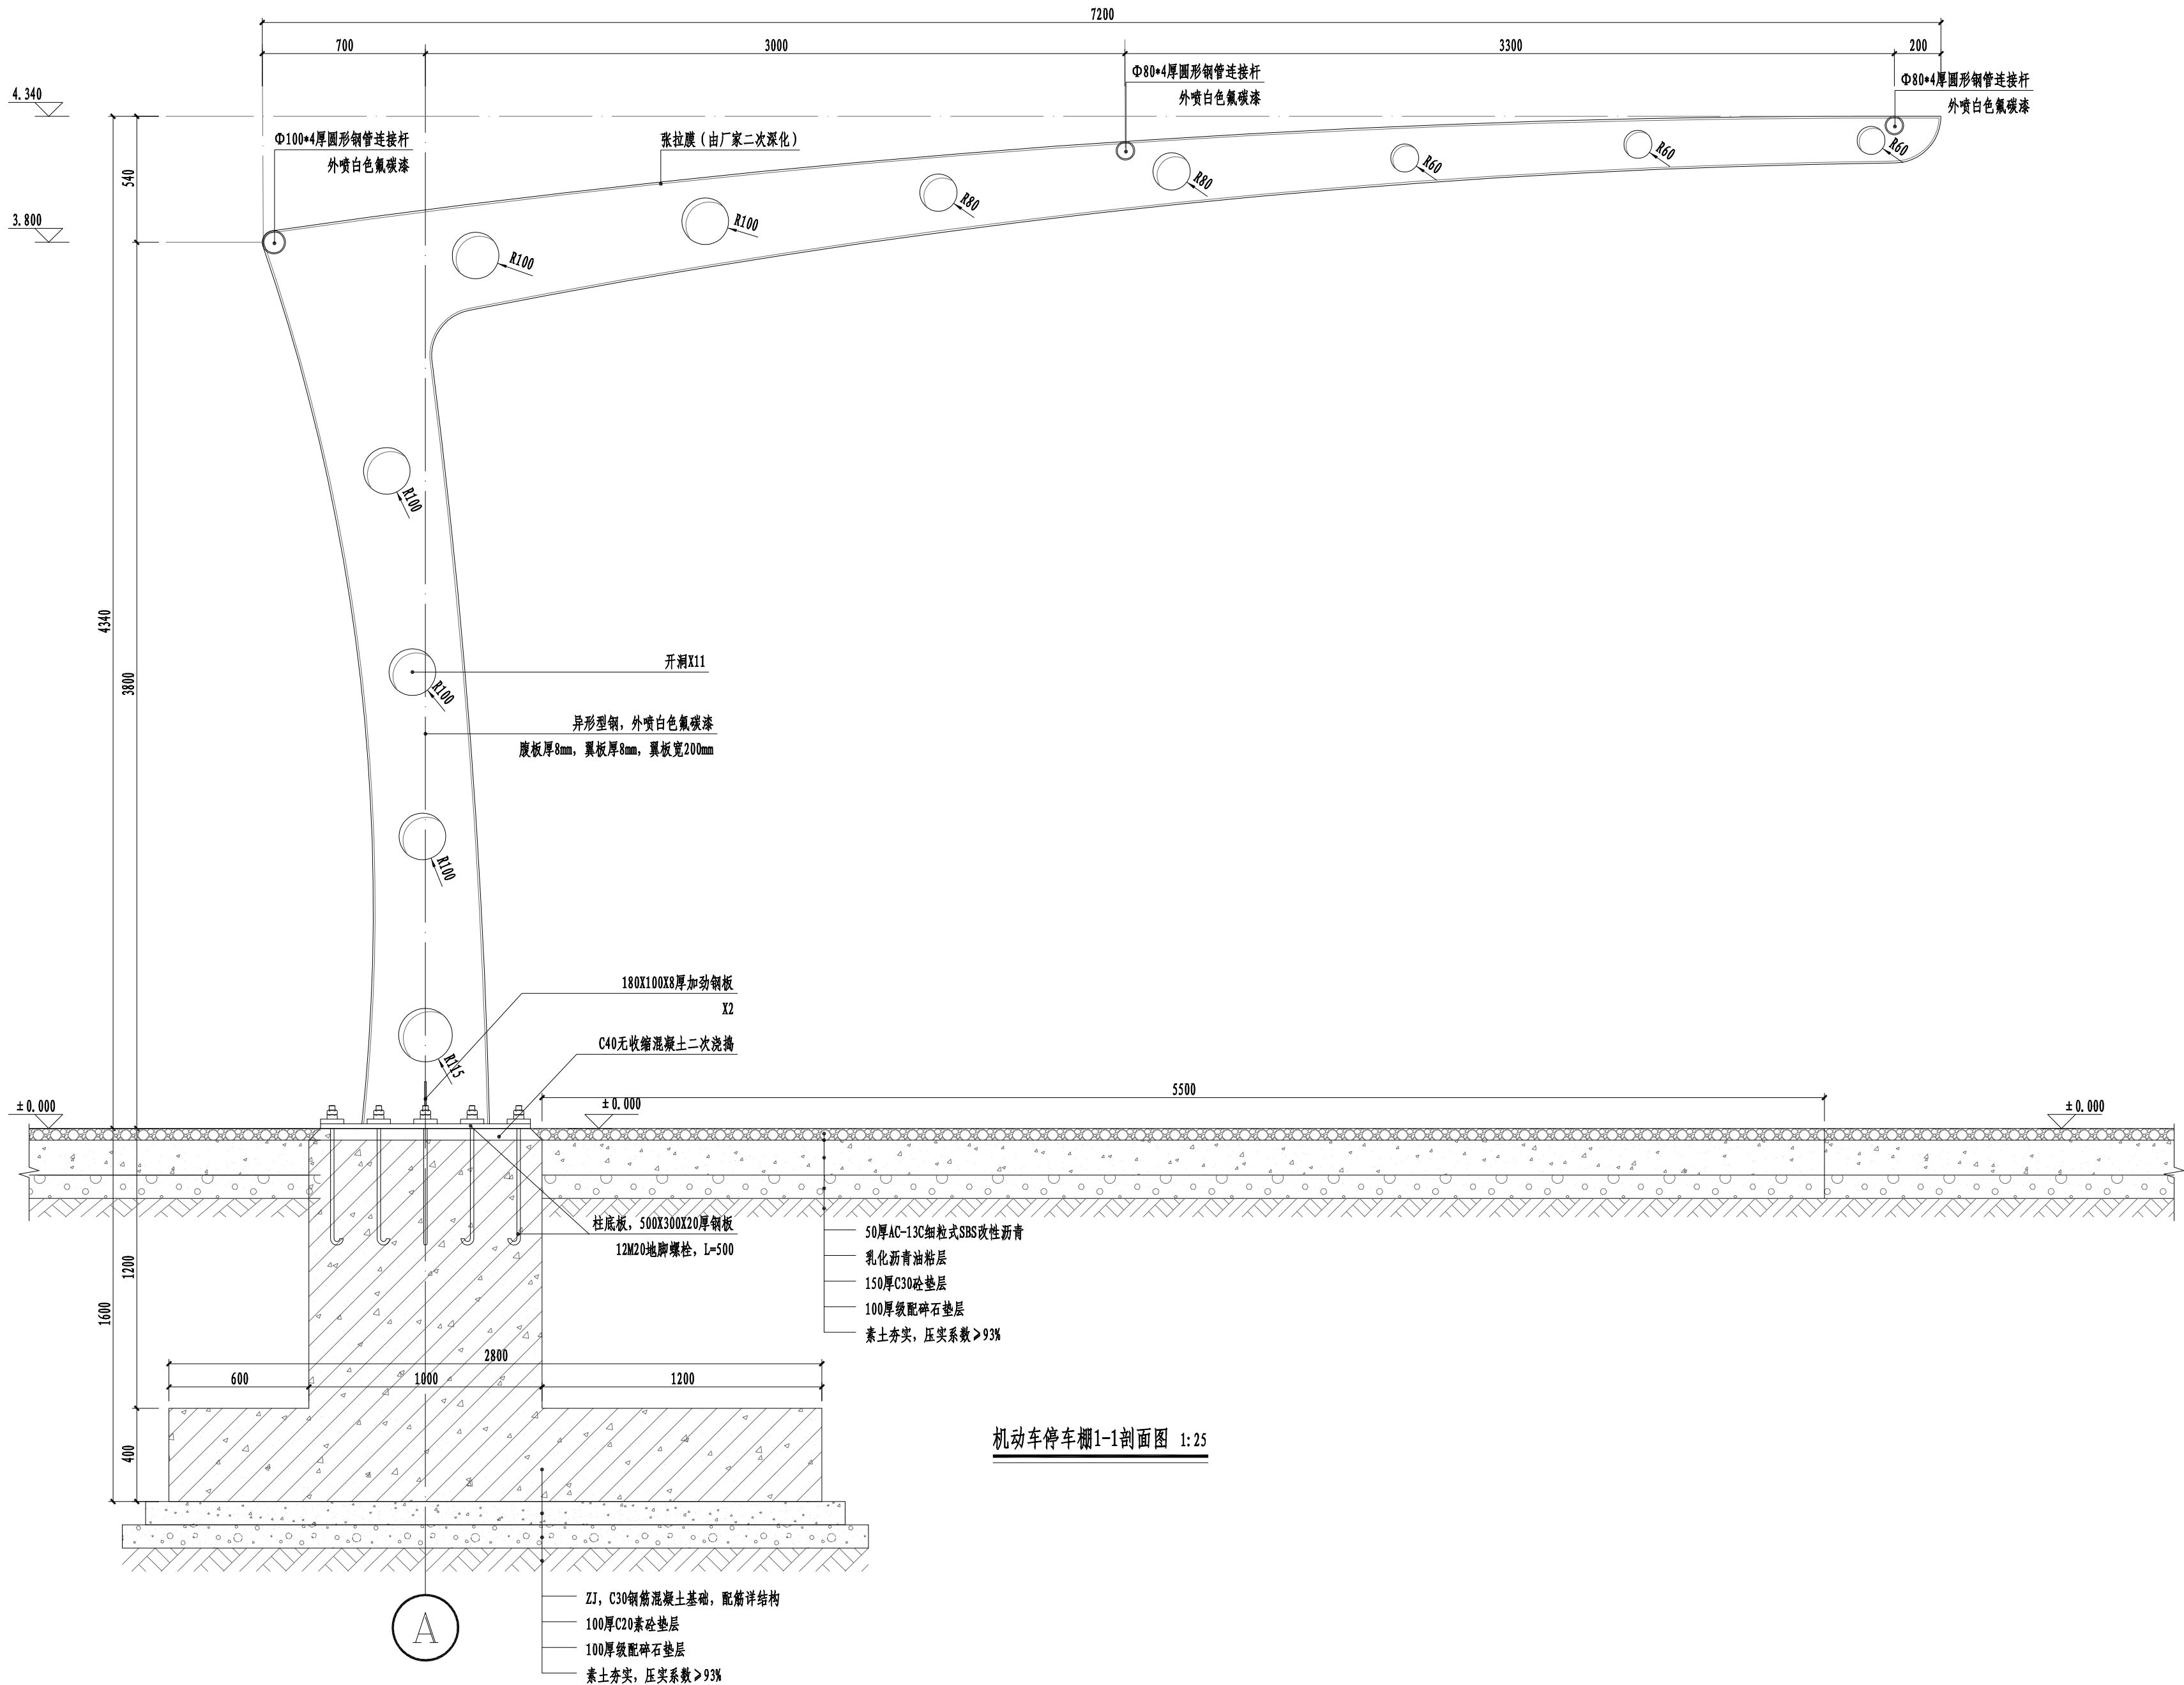 7200
700
3000
3300
200
Φ80*4厚圆形钢管连接杆
外喷白色氟碳漆
Φ80*4厚圆形钢管连接杆
外喷白色氟碳漆
4.340
Φ100*4厚圆形钢管连接杆
外喷白色氟碳漆
张拉膜（由厂家二次深化）
540
3.800
R100
R100
R80
R80
R60
R60
R60
R100
4340
3800
开洞X11
R100
异形型钢，外喷白色氟碳漆
腹板厚8mm，翼板厚8mm，翼板宽200mm
R100
180X100X8厚加劲钢板
X2
C40无收缩混凝土二次浇捣
R115
5500
±0.000
±0.000
±0.000
柱底板，500X300X20厚钢板
12M20地脚螺栓，L=500
50厚AC-13C细粒式SBS改性沥青
乳化沥青油粘层
150厚C30砼垫层
100厚级配碎石垫层
素土夯实，压实系数≥93%
1200
1600
2800
600
1000
1200
400
机动车停车棚1-1剖面图 1:25
ZJ，C30钢筋混凝土基础，配筋详结构
100厚C20素砼垫层
100厚级配碎石垫层
素土夯实，压实系数≥93%
A